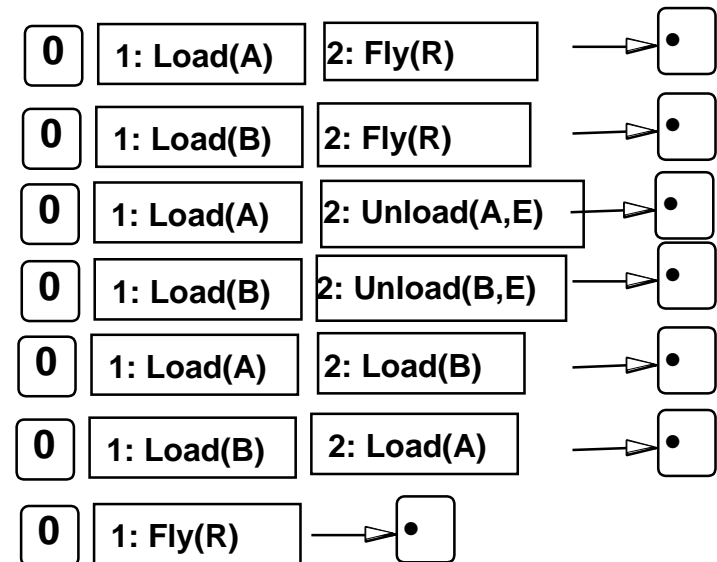 0 1: Load(A) 2: Fly(R)
0 1: Load(B) 2: Fly(R)
0 1: Load(A) 2: Unload(A,E)
0 1: Load(B) 2: Unload(B,E)
0 1: Load(A) 2: Load(B)
0 1: Load(B) 2: Load(A)
0 1: Fly(R)